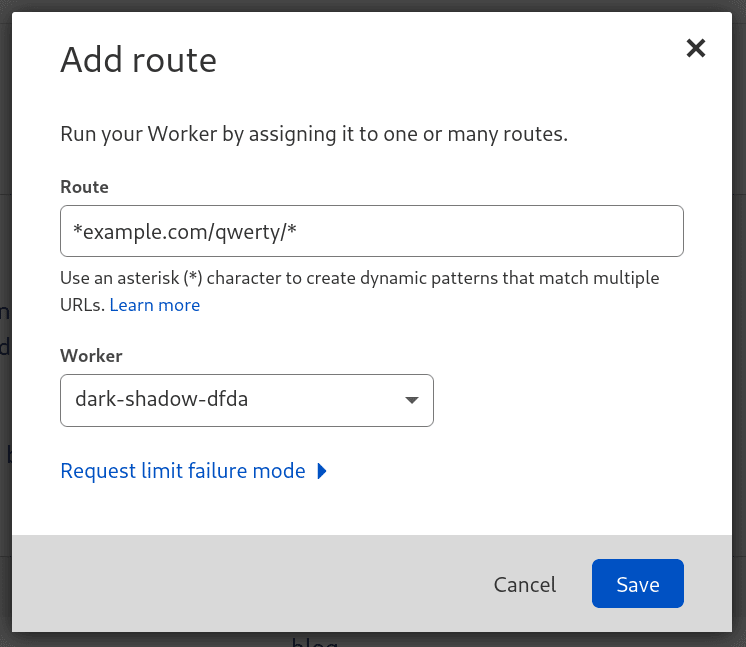 Add route
Run your Worker by assigning it to one or many routes.
Route
*example.com/qwerty/*
Use an asterisk (*) character to create dynamic patterns that match multiple
URLs. Learn more
Worker
dark-shadow-dfda
Request limit failure mode
Cancel
Save